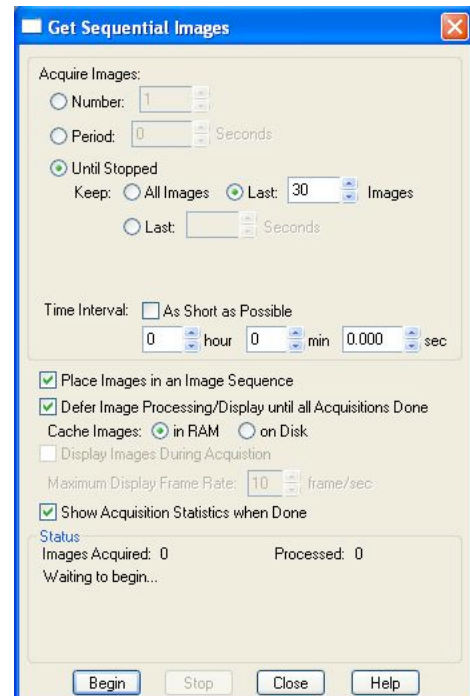 Get Sequential Images
Acquire Images:
Number: 1
Period: 0 Seconds
Until Stopped
Keep: All Images Last: 30 Images
Last: Seconds
Time Interval: As Short as Possible
0 hour 0 min 0.000 sec
Place Images in an Image Sequence
Defer Image Processing/Display until all Acquisitions Done
Cache Images: in RAM on Disk
Display Images During Acquistion
Maximum Display Frame Rate: 10 frame/sec
Show Acquisition Statistics when Done
Status
Images Acquired: 0 Processed: 0
Waiting to begin...
Begin Stop Close Help